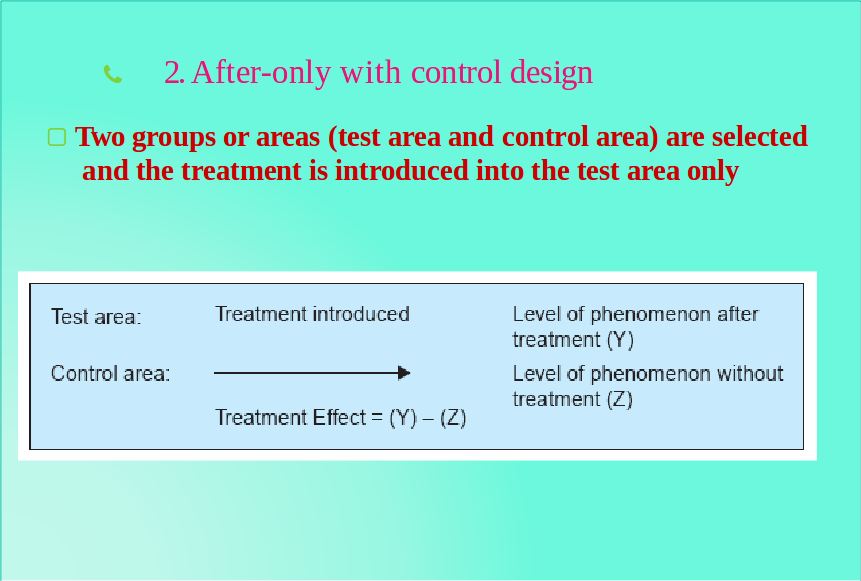 2. After-only with control design
Two groups or areas (test area and control area) are selected
and the treatment is introduced into the test area only
Test area: Treatment introduced Level of phenomenon after
treatment (Y)
Control area: Level of phenomenon without
treatment (Z)
Treatment Effect = (Y) – (Z)